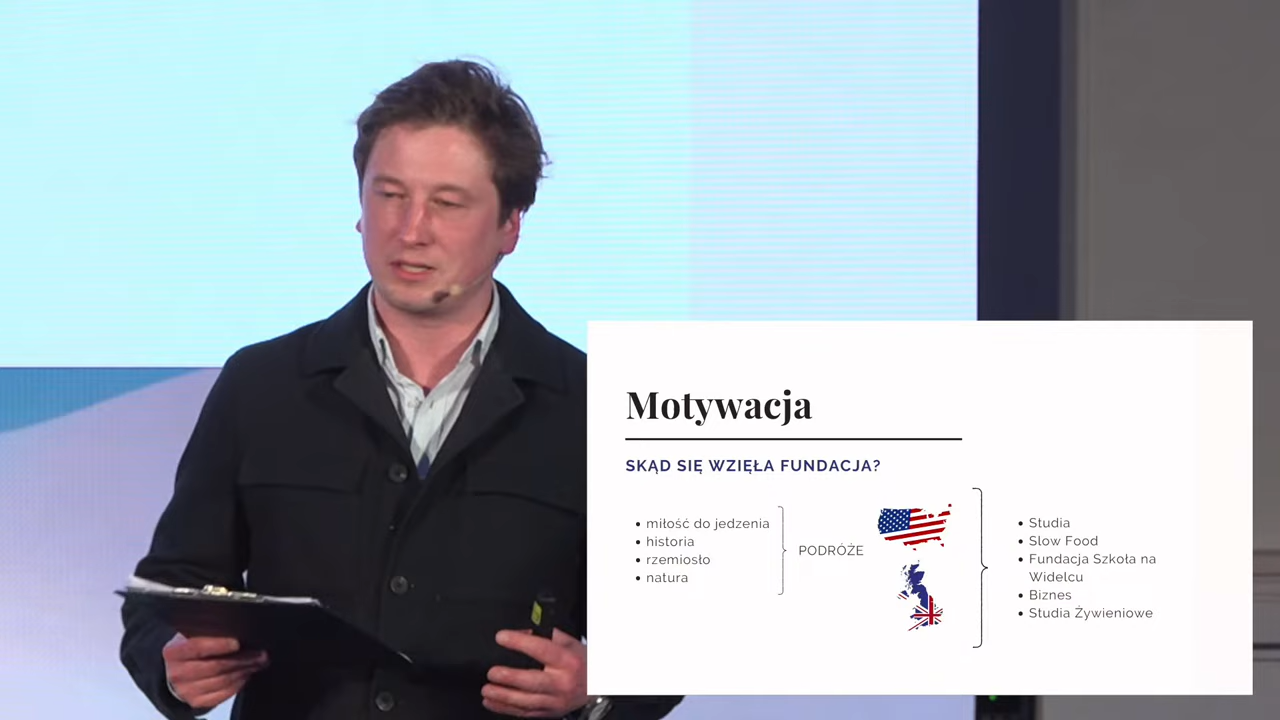 Motywacja
SKĄD SIĘ WZIĘŁA FUNDACJA?
miłość do jedzenia
historia
rzemiosło
natura
PODRÓŻE
Studia
Slow Food
Fundacja Szkoła na
Widelcu
Biznes
Studia Żywieniowe